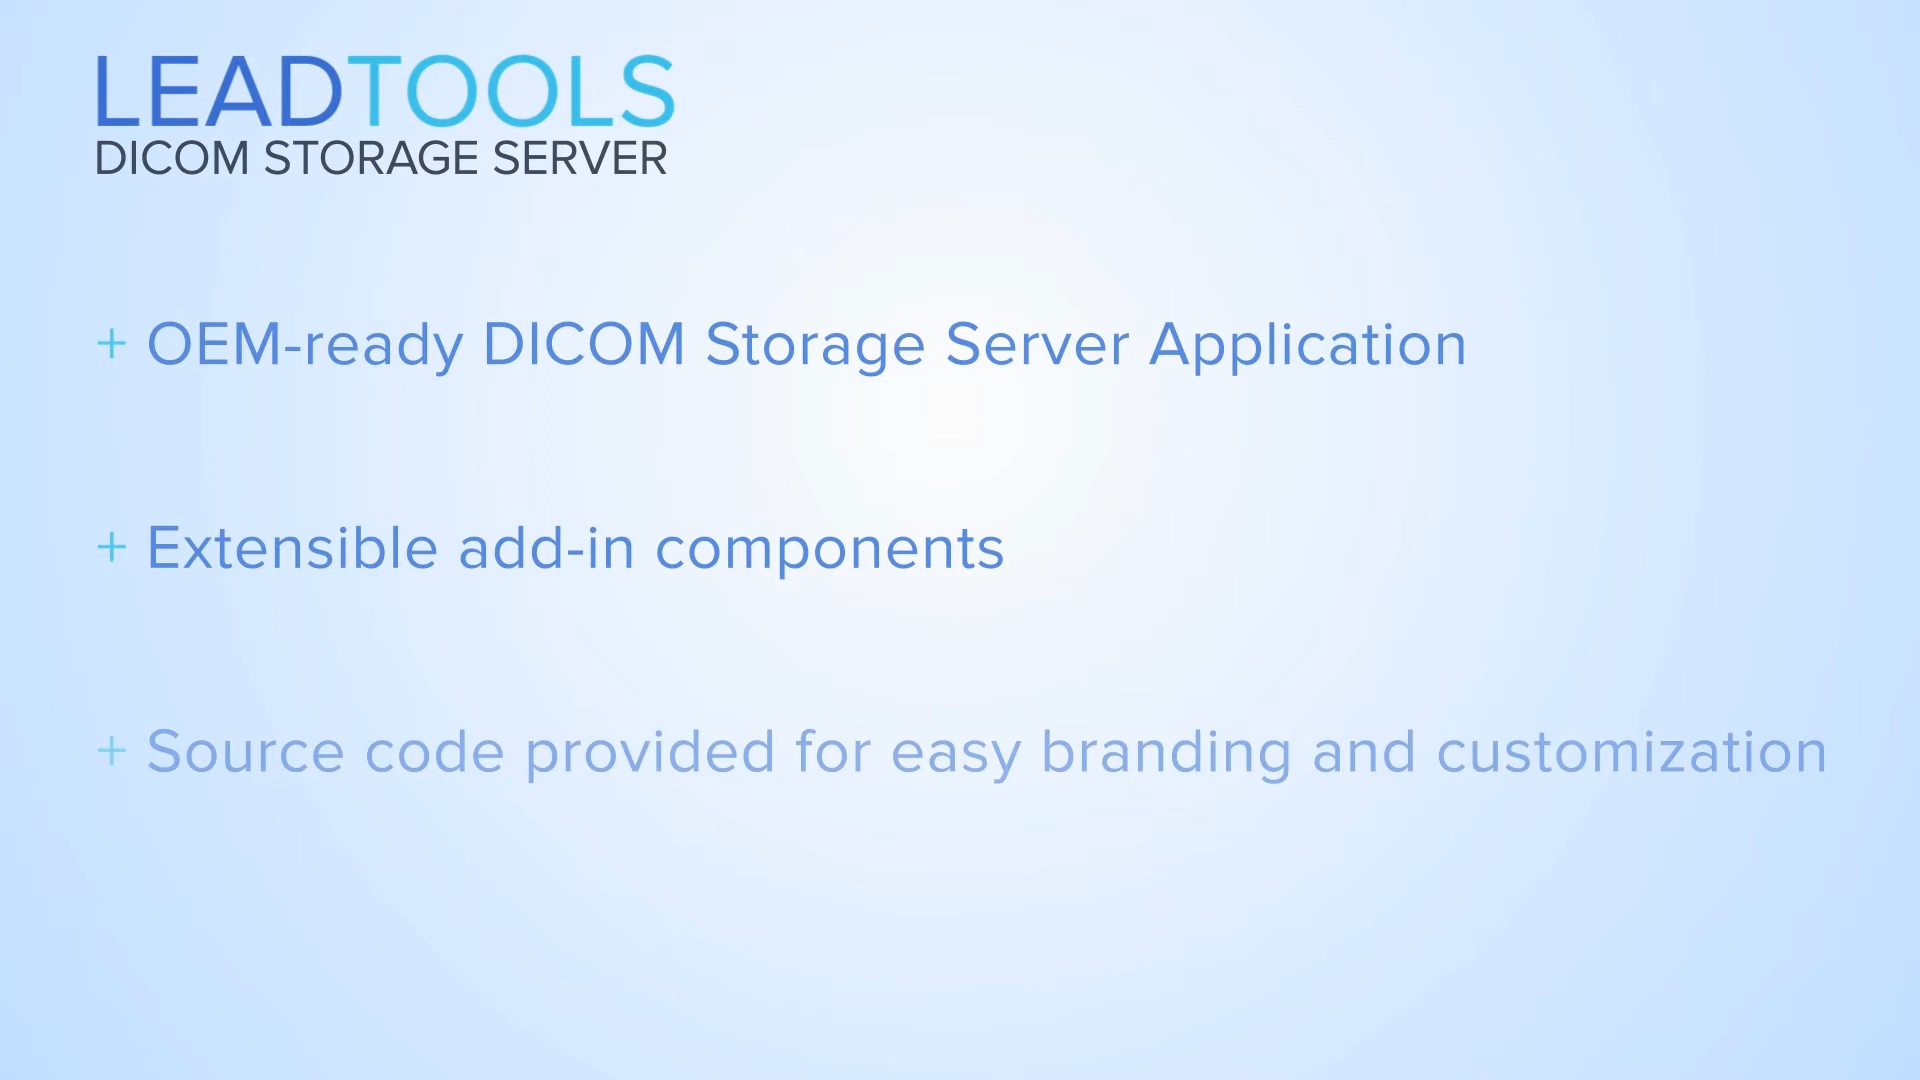 LEADTOOLS
DICOM STORAGE SERVER
+ OEM-ready DICOM Storage Server Application
+ Extensible add-in components
+ Source code provided for easy branding and customization